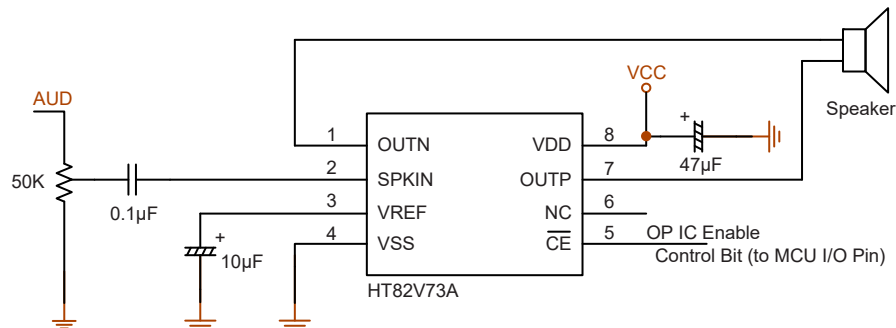 VCC
Speaker
AUD
+
1 OUTN VDD 8
47µF
50K
2 SPKIN OUTP 7
0.1µF
3 VREF NC 6
+
10µF
4 VSS CE 5
OP IC Enable
Control Bit (to MCU I/O Pin)
HT82V73A